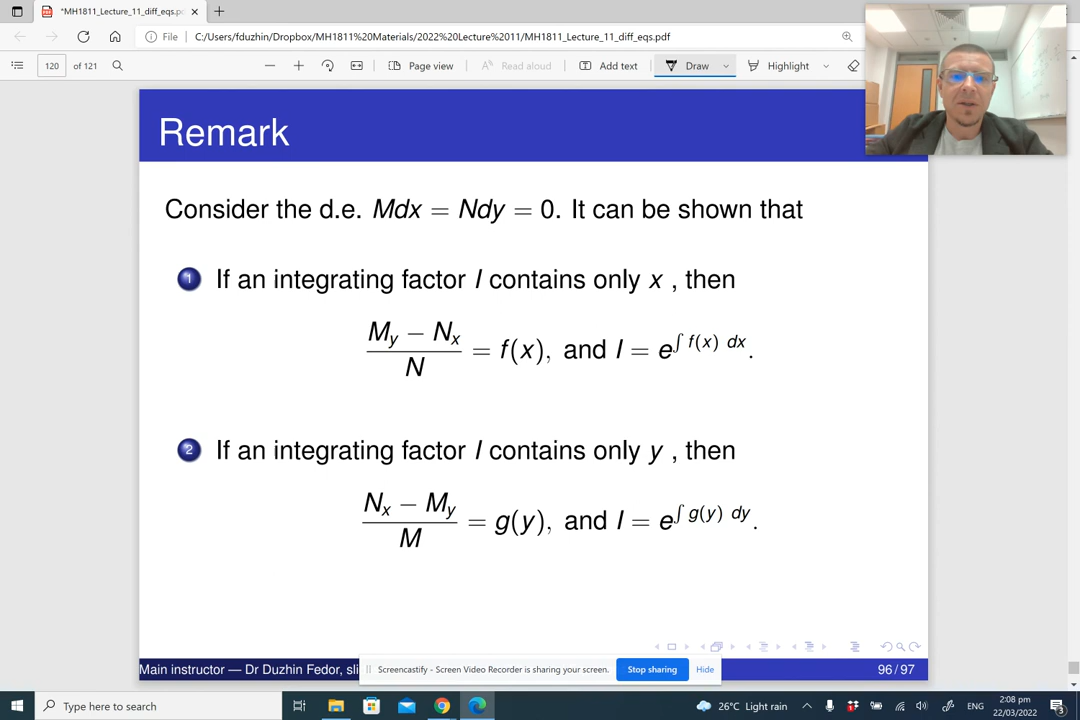 *MH1811_Lecture_11_diff_eqs.pd
File
C:/Users/fduzhin/Dropbox/MH1811%20Materials/2022%20Lecture%2011/MH1811_Lecture_11_diff_eqs.pdf
120 of 121
Page view
Read aloud
Add text
Draw
Highlight
Remark
Consider the d.e. Mdx = Ndy = 0. It can be shown that
1 If an integrating factor I contains only x , then
(M_y − N_x)/N = f(x), and I = e^{∫ f(x) dx}.
2 If an integrating factor I contains only y , then
(N_x − M_y)/M = g(y), and I = e^{∫ g(y) dy}.
Main instructor — Dr Duzhin Fedor, sli
96 / 97
Screencastify - Screen Video Recorder is sharing your screen.
Stop sharing
Hide
Type here to search
26°C Light rain
ENG
2:08 pm
22/03/2022
3